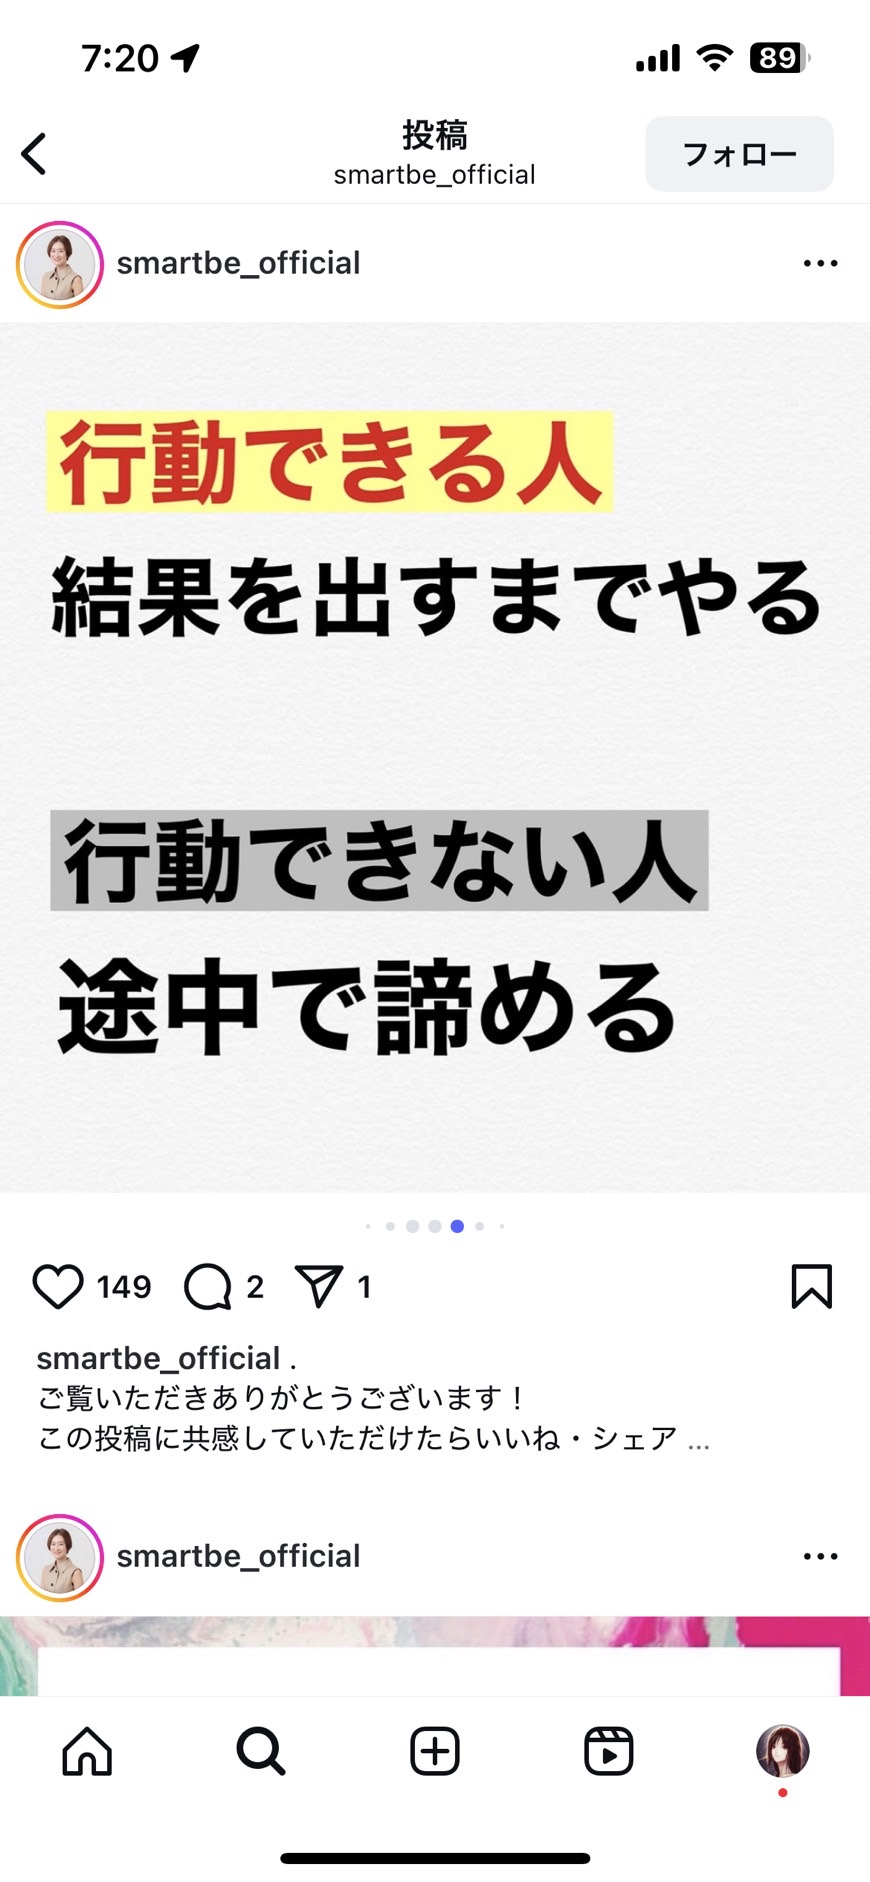 7:20
89
投稿
smartbe_official
フォロー
smartbe_official
行動できる人
結果を出すまでやる
行動できない人
途中で諦める
149
2
1
smartbe_official .
ご覧いただきありがとうございます！
この投稿に共感していただけたらいいね・シェア ...
smartbe_official